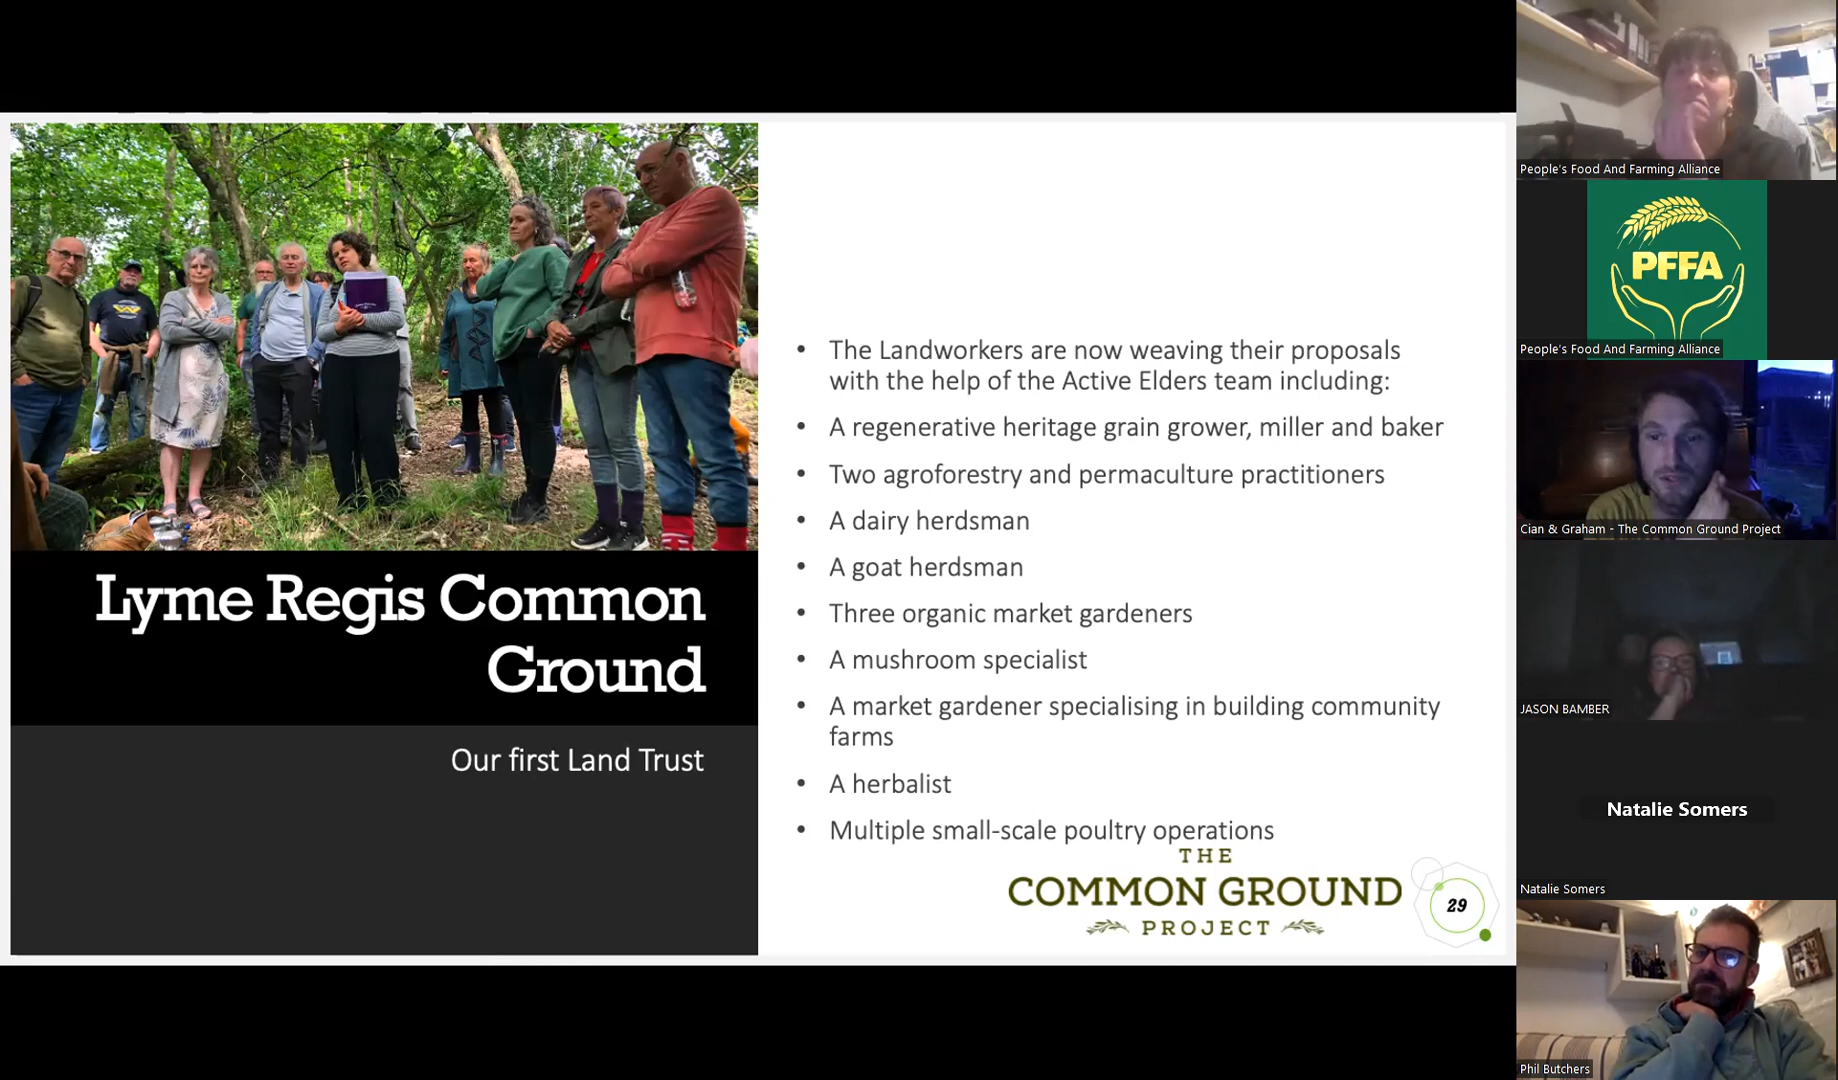 Lyme Regis Common
Ground
Our first Land Trust
• The Landworkers are now weaving their proposals
with the help of the Active Elders team including:
• A regenerative heritage grain grower, miller and baker
• Two agroforestry and permaculture practitioners
• A dairy herdsman
• A goat herdsman
• Three organic market gardeners
• A mushroom specialist
• A market gardener specialising in building community
farms
• A herbalist
• Multiple small-scale poultry operations
THE
COMMON GROUND
PROJECT
29
People's Food And Farming Alliance
PFFA
People's Food And Farming Alliance
Cian & Graham - The Common Ground Project
JASON BAMBER
Natalie Somers
Natalie Somers
Phil Butchers